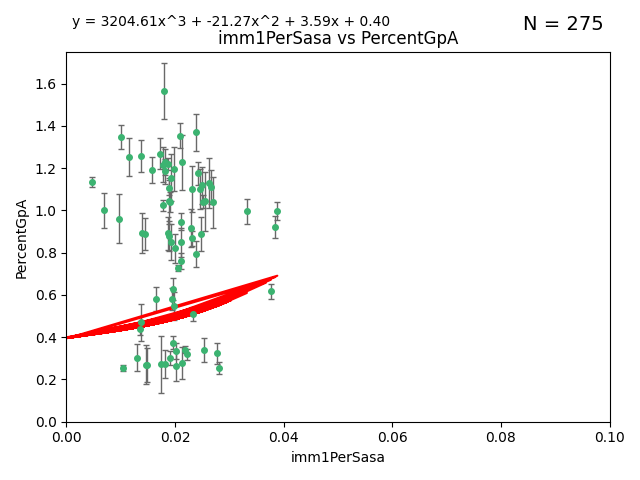 y = 3204.61x^3 + -21.27x^2 + 3.59x + 0.40
N = 275
imm1PerSasa vs PercentGpA
PercentGpA
1.6
1.4
1.2
1.0
0.8
0.6
0.4
0.2
0.0
0.00 0.02 0.04 0.06 0.08 0.10
imm1PerSasa